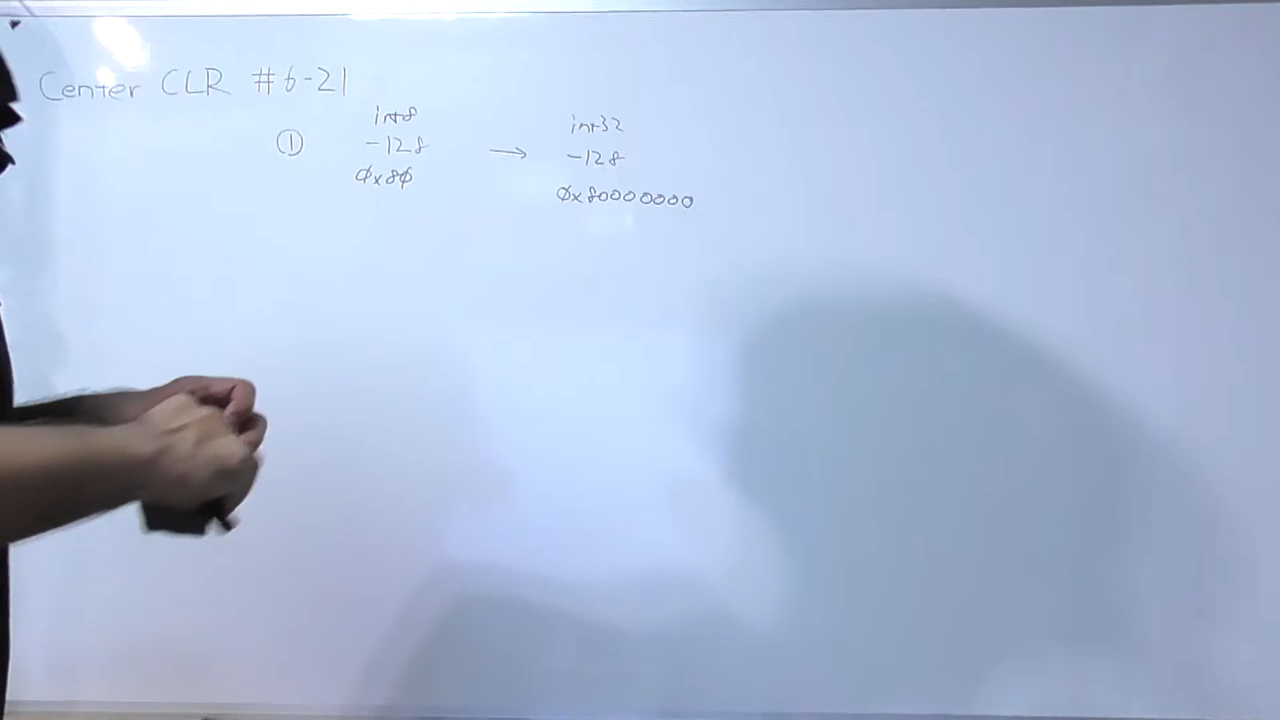 Center CLR #6-21
① int8 → int32
-128 -128
0x80 0x80000000